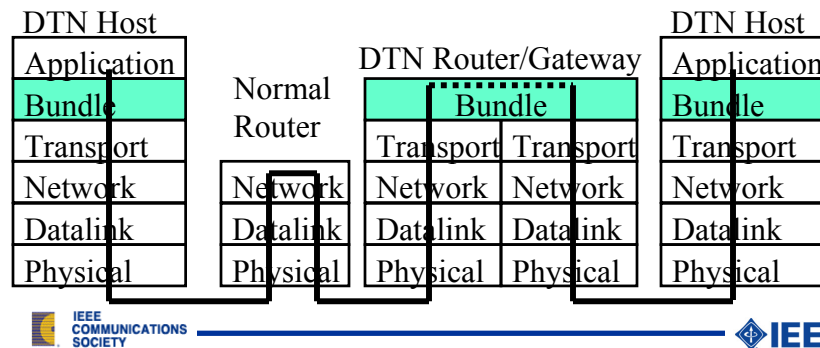 DTN Host
Application
Bundle
Transport
Network
Datalink
Physical
Normal
Router
Network
Datalink
Physical
DTN Router/Gateway
Bundle
Transport Transport
Network Network
Datalink Datalink
Physical Physical
DTN Host
Application
Bundle
Transport
Network
Datalink
Physical
IEEE
COMMUNICATIONS
SOCIETY
IEE